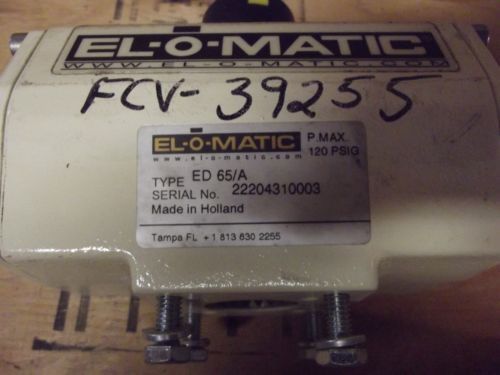 EL-O-MATIC
WWW.EL-O-MATIC.COM
FCV-39255
EL-O-MATIC
www.el-o-matic.com
P.MAX.
120 PSIG
TYPE ED 65/A
SERIAL No. 22204310003
Made in Holland
Tampa FL +1 813 630 2255